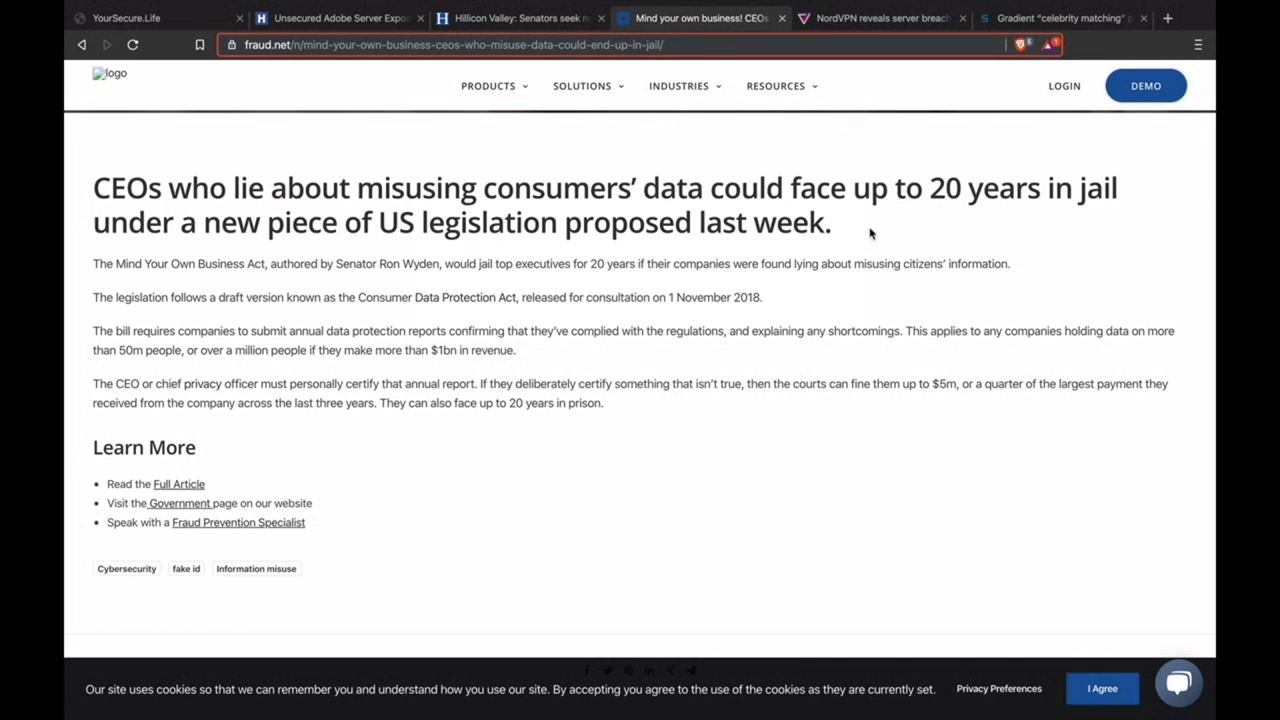 YourSecure.Life
Unsecured Adobe Server Expos
Hillicon Valley: Senators seek n
Mind your own business! CEOs
NordVPN reveals server breach
Gradient “celebrity matching” p
fraud.net/n/mind-your-own-business-ceos-who-misuse-data-could-end-up-in-jail/
5
1
logo
PRODUCTS
SOLUTIONS
INDUSTRIES
RESOURCES
LOGIN
DEMO
CEOs who lie about misusing consumers’ data could face up to 20 years in jail
under a new piece of US legislation proposed last week.
The Mind Your Own Business Act, authored by Senator Ron Wyden, would jail top executives for 20 years if their companies were found lying about misusing citizens’ information.
The legislation follows a draft version known as the Consumer Data Protection Act, released for consultation on 1 November 2018.
The bill requires companies to submit annual data protection reports confirming that they’ve complied with the regulations, and explaining any shortcomings. This applies to any companies holding data on more
than 50m people, or over a million people if they make more than $1bn in revenue.
The CEO or chief privacy officer must personally certify that annual report. If they deliberately certify something that isn’t true, then the courts can fine them up to $5m, or a quarter of the largest payment they
received from the company across the last three years. They can also face up to 20 years in prison.
Learn More
Read the Full Article
Visit the Government page on our website
Speak with a Fraud Prevention Specialist
Cybersecurity
fake id
Information misuse
Our site uses cookies so that we can remember you and understand how you use our site. By accepting you agree to the use of the cookies as they are currently set.
Privacy Preferences
I Agree